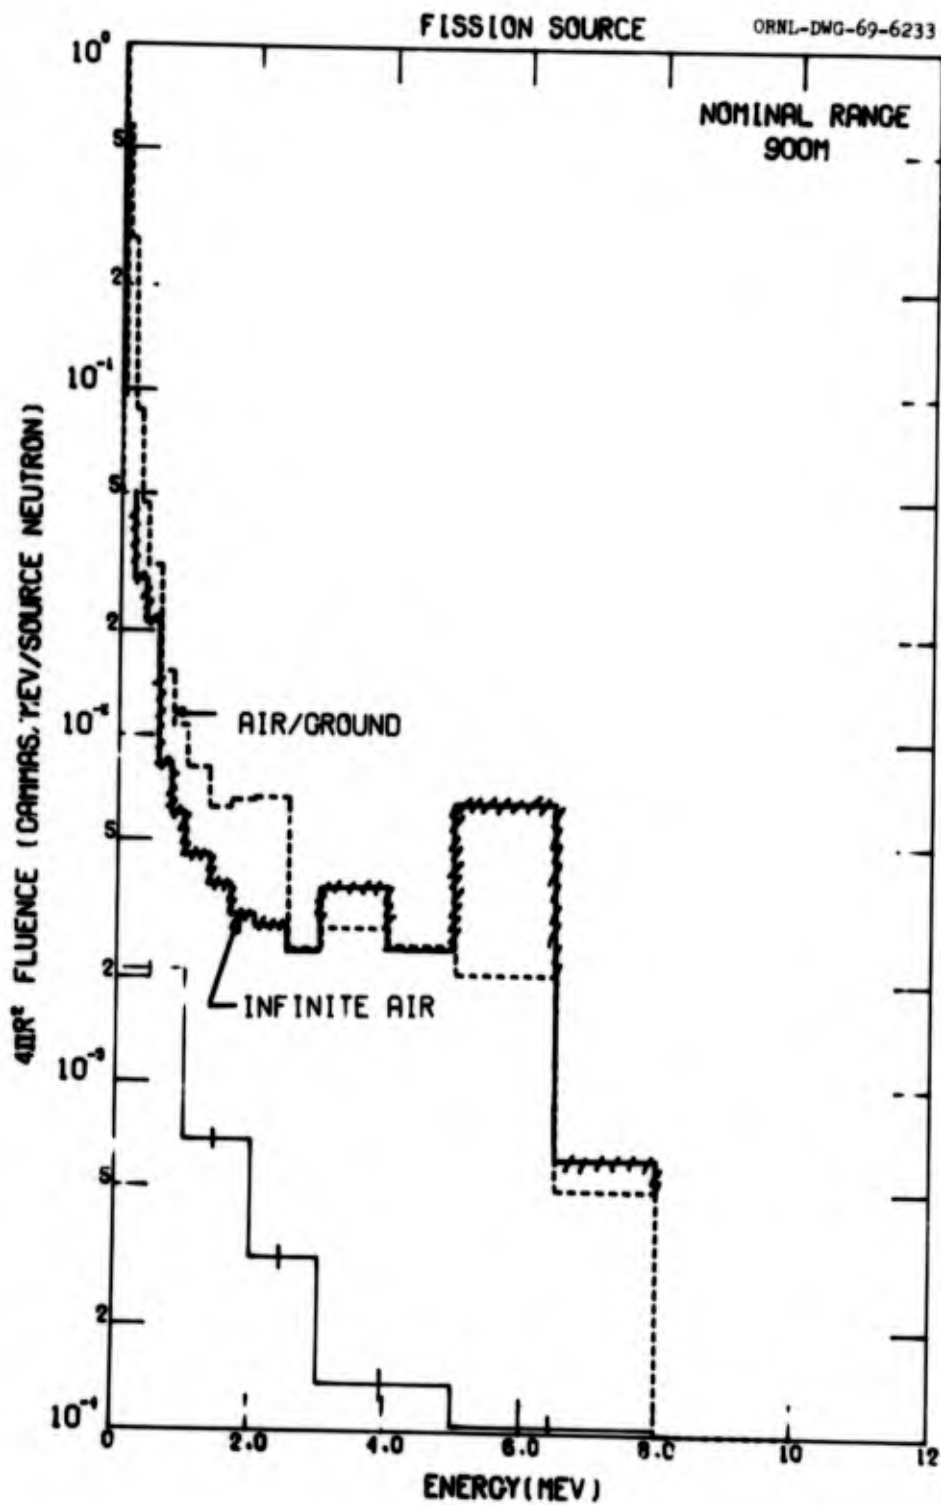 FISSION SOURCE
ORNL-DWG-69-6233
NOMINAL RANGE
900M
10⁰
5
2
10⁻¹
5
2
10⁻²
5
2
10⁻³
5
2
10⁻⁴
4πR² FLUENCE (GAMMAS/MEV/SOURCE NEUTRON)
AIR/GROUND
INFINITE AIR
0
2.0
4.0
6.0
8.0
10
12
ENERGY(MEV)